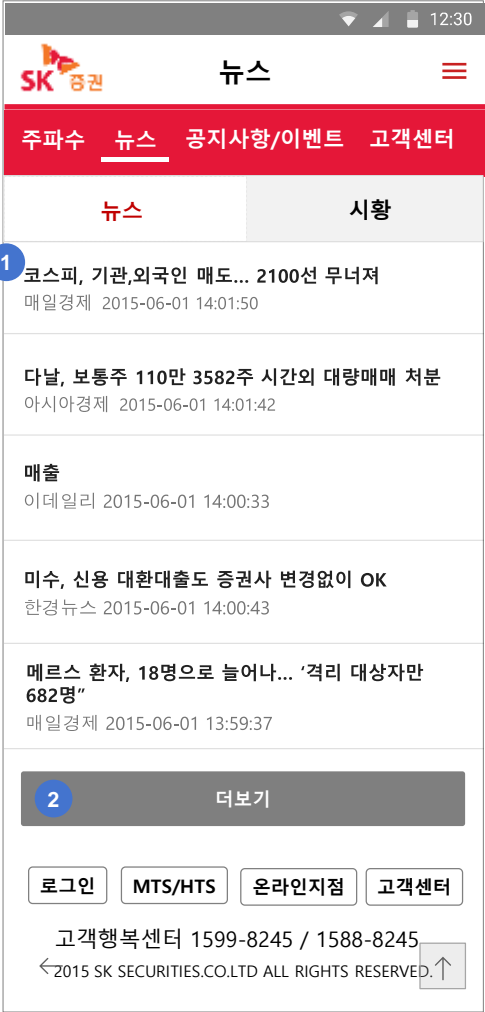 12:30
SK증권
뉴스
주파수 뉴스 공지사항/이벤트 고객센터
뉴스 시황
1
코스피, 기관,외국인 매도... 2100선 무너져
매일경제 2015-06-01 14:01:50
다날, 보통주 110만 3582주 시간외 대량매매 처분
아시아경제 2015-06-01 14:01:42
매출
이데일리 2015-06-01 14:00:33
미수, 신용 대환대출도 증권사 변경없이 OK
한경뉴스 2015-06-01 14:00:43
메르스 환자, 18명으로 늘어나... ‘격리 대상자만
682명”
매일경제 2015-06-01 13:59:37
2 더보기
로그인 MTS/HTS 온라인지점 고객센터
고객행복센터 1599-8245 / 1588-8245
2015 SK SECURITIES.CO.LTD ALL RIGHTS RESERVED.